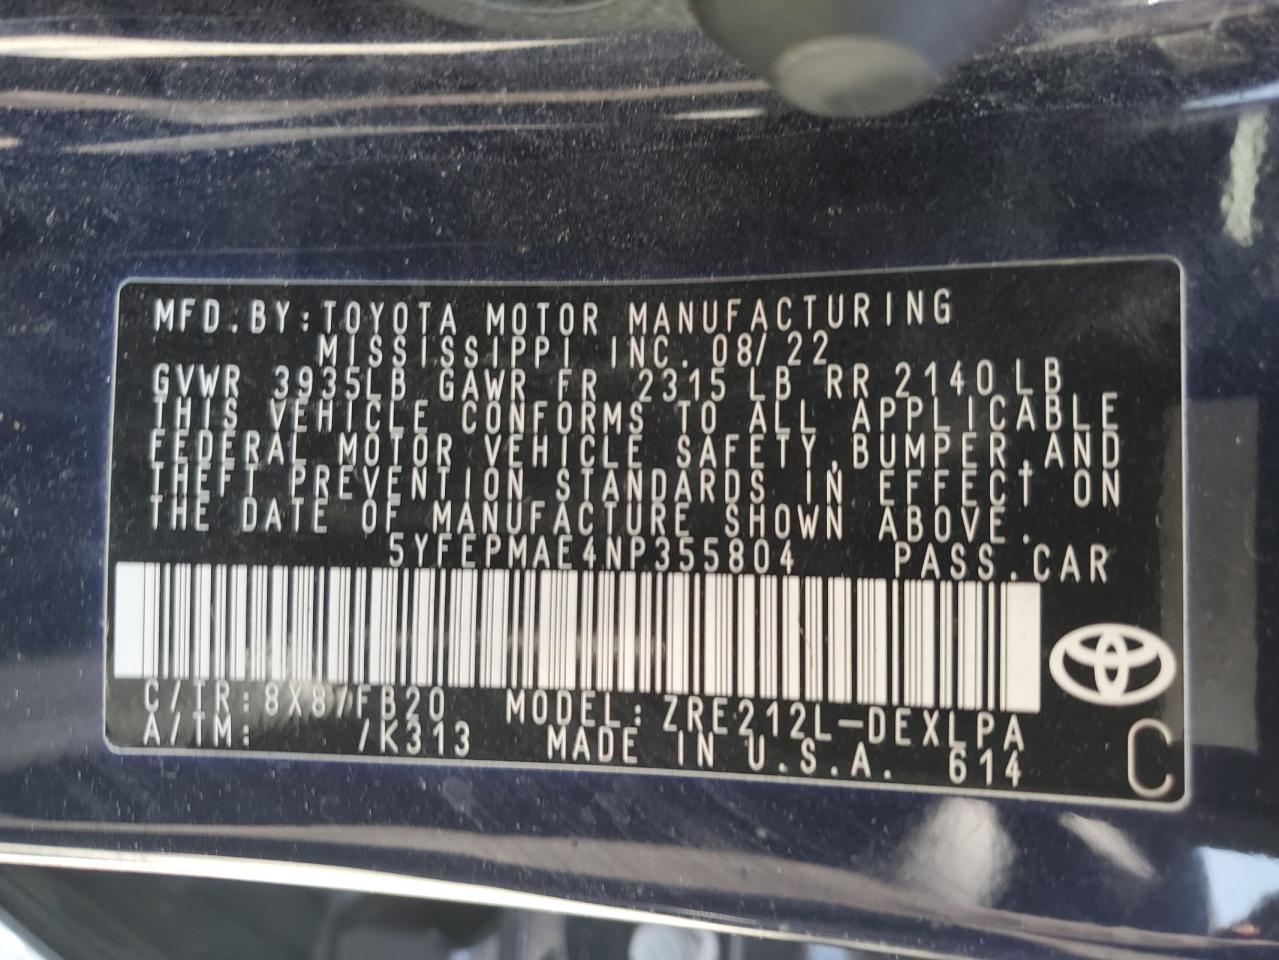 MFD.BY:TOYOTA MOTOR MANUFACTURING
MISSISSIPPI INC. 08/22
GVWR 3935LB GAWR FR 2315 LB RR 2140 LB
THIS VEHICLE CONFORMS TO ALL APPLICABLE
FEDERAL MOTOR VEHICLE SAFETY,BUMPER,AND
THEFT PREVENTION STANDARDS IN EFFECT ON
THE DATE OF MANUFACTURE SHOWN ABOVE.
5YFEPMAE4NP355804 PASS.CAR
C/TR:8X8/FB20 MODEL:ZRE212L-DEXLPA
A/TM: /K313 MADE IN U.S.A. 614
C